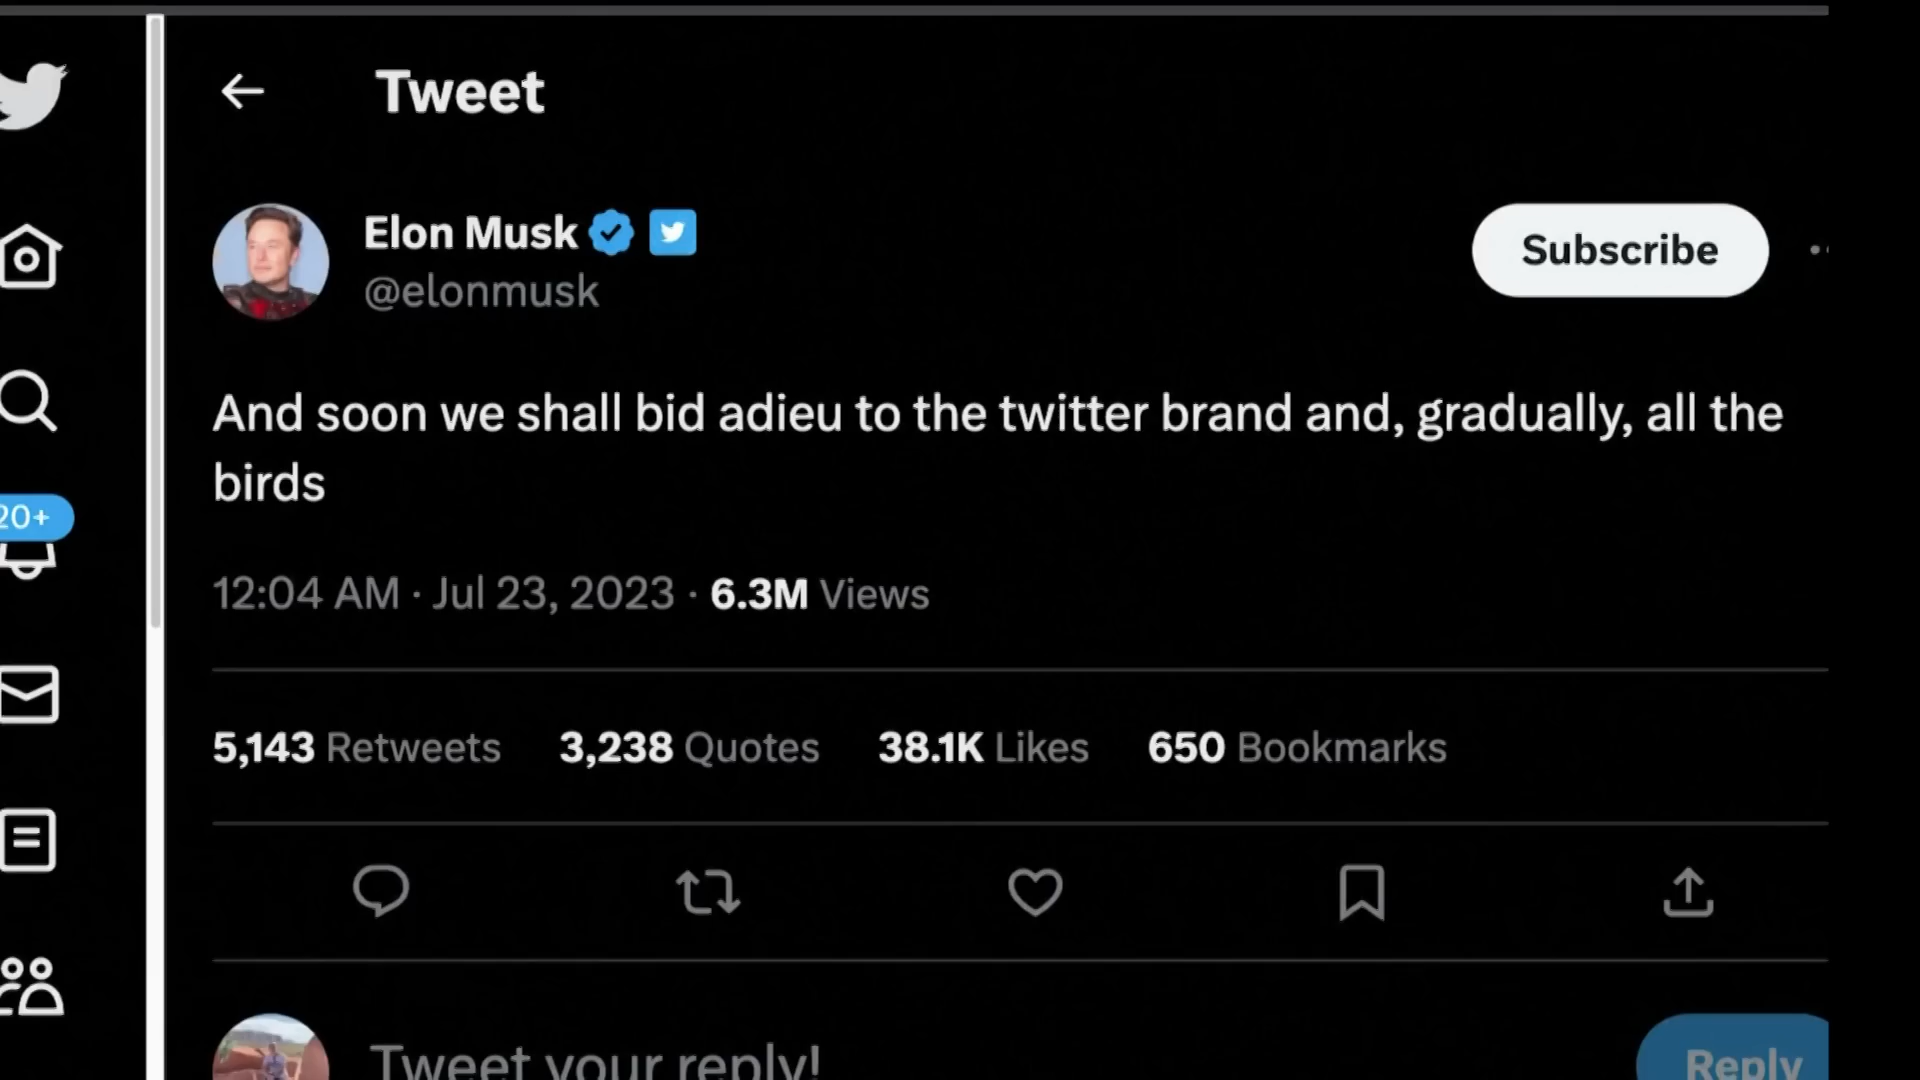 Tweet
Elon Musk
@elonmusk
Subscribe
And soon we shall bid adieu to the twitter brand and, gradually, all the
birds
20+
12:04 AM · Jul 23, 2023 · 6.3M Views
5,143 Retweets 3,238 Quotes 38.1K Likes 650 Bookmarks
Tweet your reply!
Reply